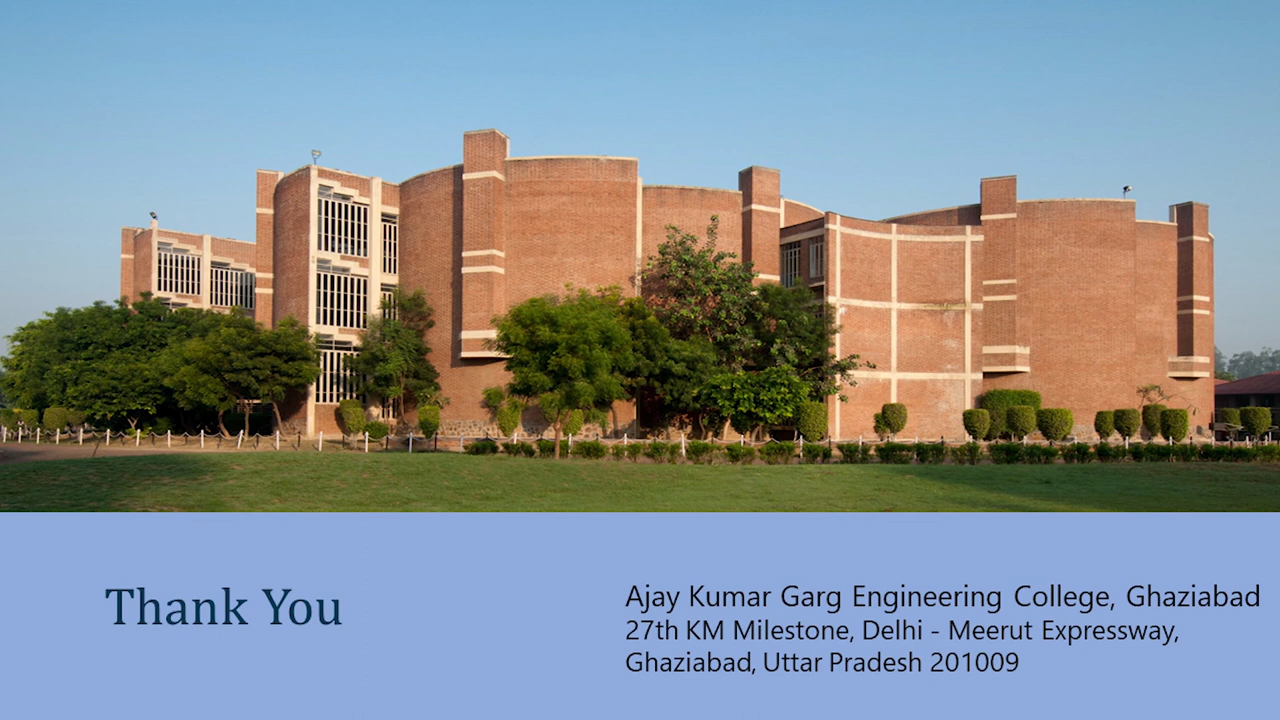 Thank You
Ajay Kumar Garg Engineering College, Ghaziabad
27th KM Milestone, Delhi - Meerut Expressway,
Ghaziabad, Uttar Pradesh 201009